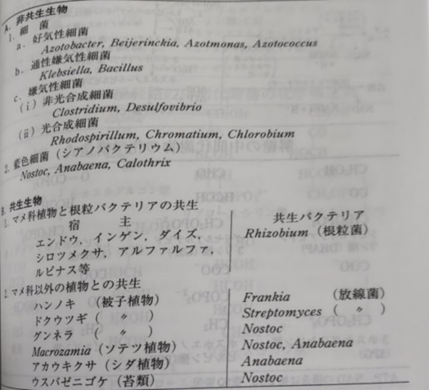 A. 非共生生物
1. 細菌
a. 好気性細菌
Azotobacter, Beijerinckia, Azotmonas, Azotococcus
b. 通性嫌気性細菌
Klebsiella, Bacillus
c. 嫌気性細菌
(i) 非光合成細菌
Clostridium, Desulfovibrio
(ii) 光合成細菌
Rhodospirillum, Chromatium, Chlorobium
2. 藍色細菌(シアノバクテリウム)
Nostoc, Anabaena, Calothrix
B. 共生生物
1. マメ科植物と根粒バクテリアの共生
宿 主 共生バクテリア
エンドウ, インゲン, ダイズ, Rhizobium (根粒菌)
シロツメクサ, アルファルファ,
ルピナス等
2. マメ科以外の植物との共生
ハンノキ (被子植物) Frankia (放線菌)
ドクウツギ ( 〃 ) Streptomyces ( 〃 )
グンネラ ( 〃 ) Nostoc
Macrozamia (ソテツ植物) Nostoc, Anabaena
アカウキクサ (シダ植物) Anabaena
ウスバゼニゴケ (苔類) Nostoc